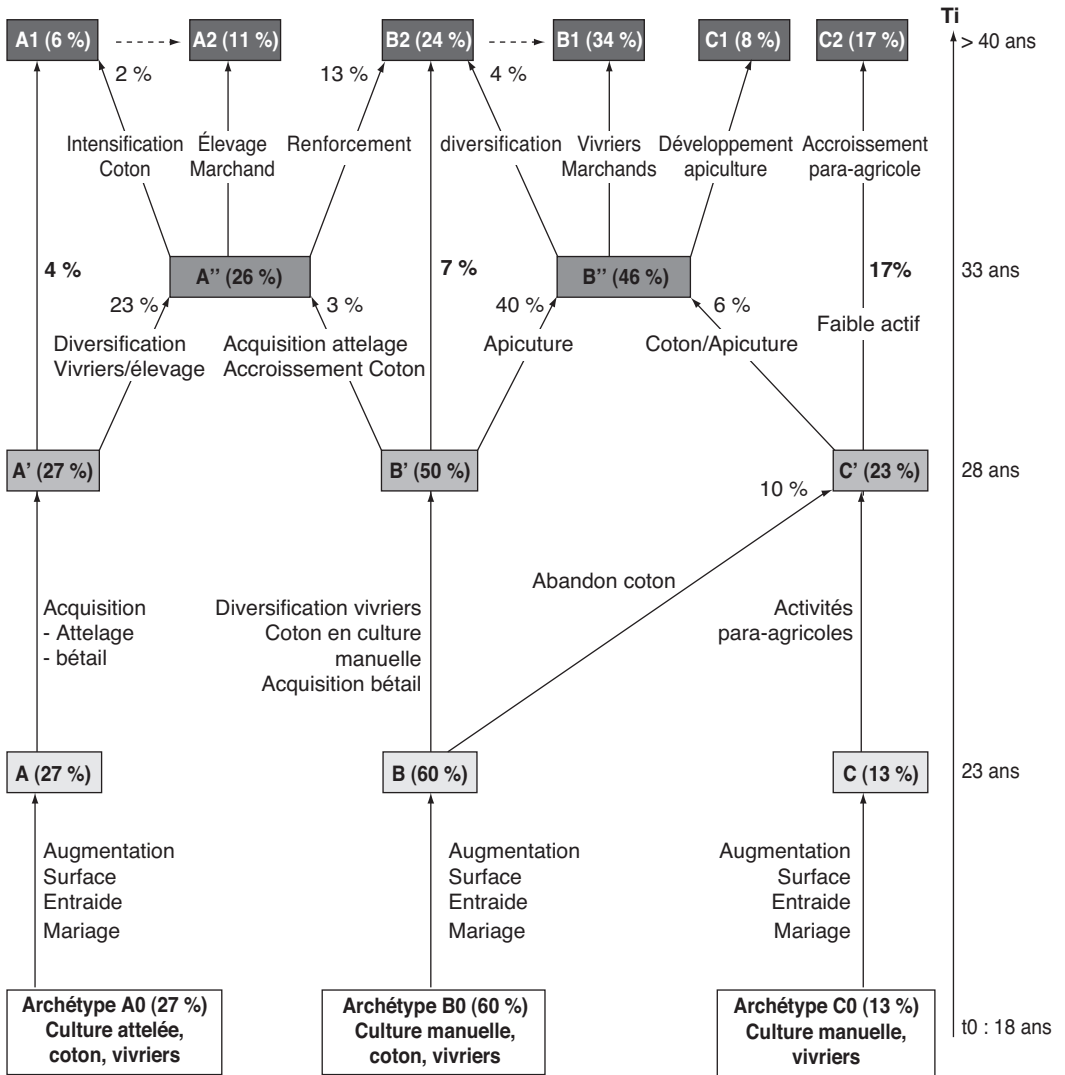 Ti
A1 (6 %)
A2 (11 %)
B2 (24 %)
B1 (34 %)
C1 (8 %)
C2 (17 %)
> 40 ans
2 %
13 %
4 %
Intensification
Coton
Élevage
Marchand
Renforcement
diversification
Vivriers
Marchands
Développement
apiculture
Accroissement
para-agricole
4 %
A’’ (26 %)
7 %
B’’ (46 %)
17%
33 ans
23 %
3 %
40 %
6 %
Diversification
Vivriers/élevage
Acquisition attelage
Accroissement Coton
Apicuture
Coton/Apicuture
Faible actif
A’ (27 %)
B’ (50 %)
C’ (23 %)
28 ans
10 %
Abandon coton
Acquisition
- Attelage
- bétail
Diversification vivriers
Coton en culture
manuelle
Acquisition bétail
Activités
para-agricoles
A (27 %)
B (60 %)
C (13 %)
23 ans
Augmentation
Surface
Entraide
Mariage
Augmentation
Surface
Entraide
Mariage
Augmentation
Surface
Entraide
Mariage
Archétype A0 (27 %)
Culture attelée,
coton, vivriers
Archétype B0 (60 %)
Culture manuelle,
coton, vivriers
Archétype C0 (13 %)
Culture manuelle,
vivriers
t0 : 18 ans